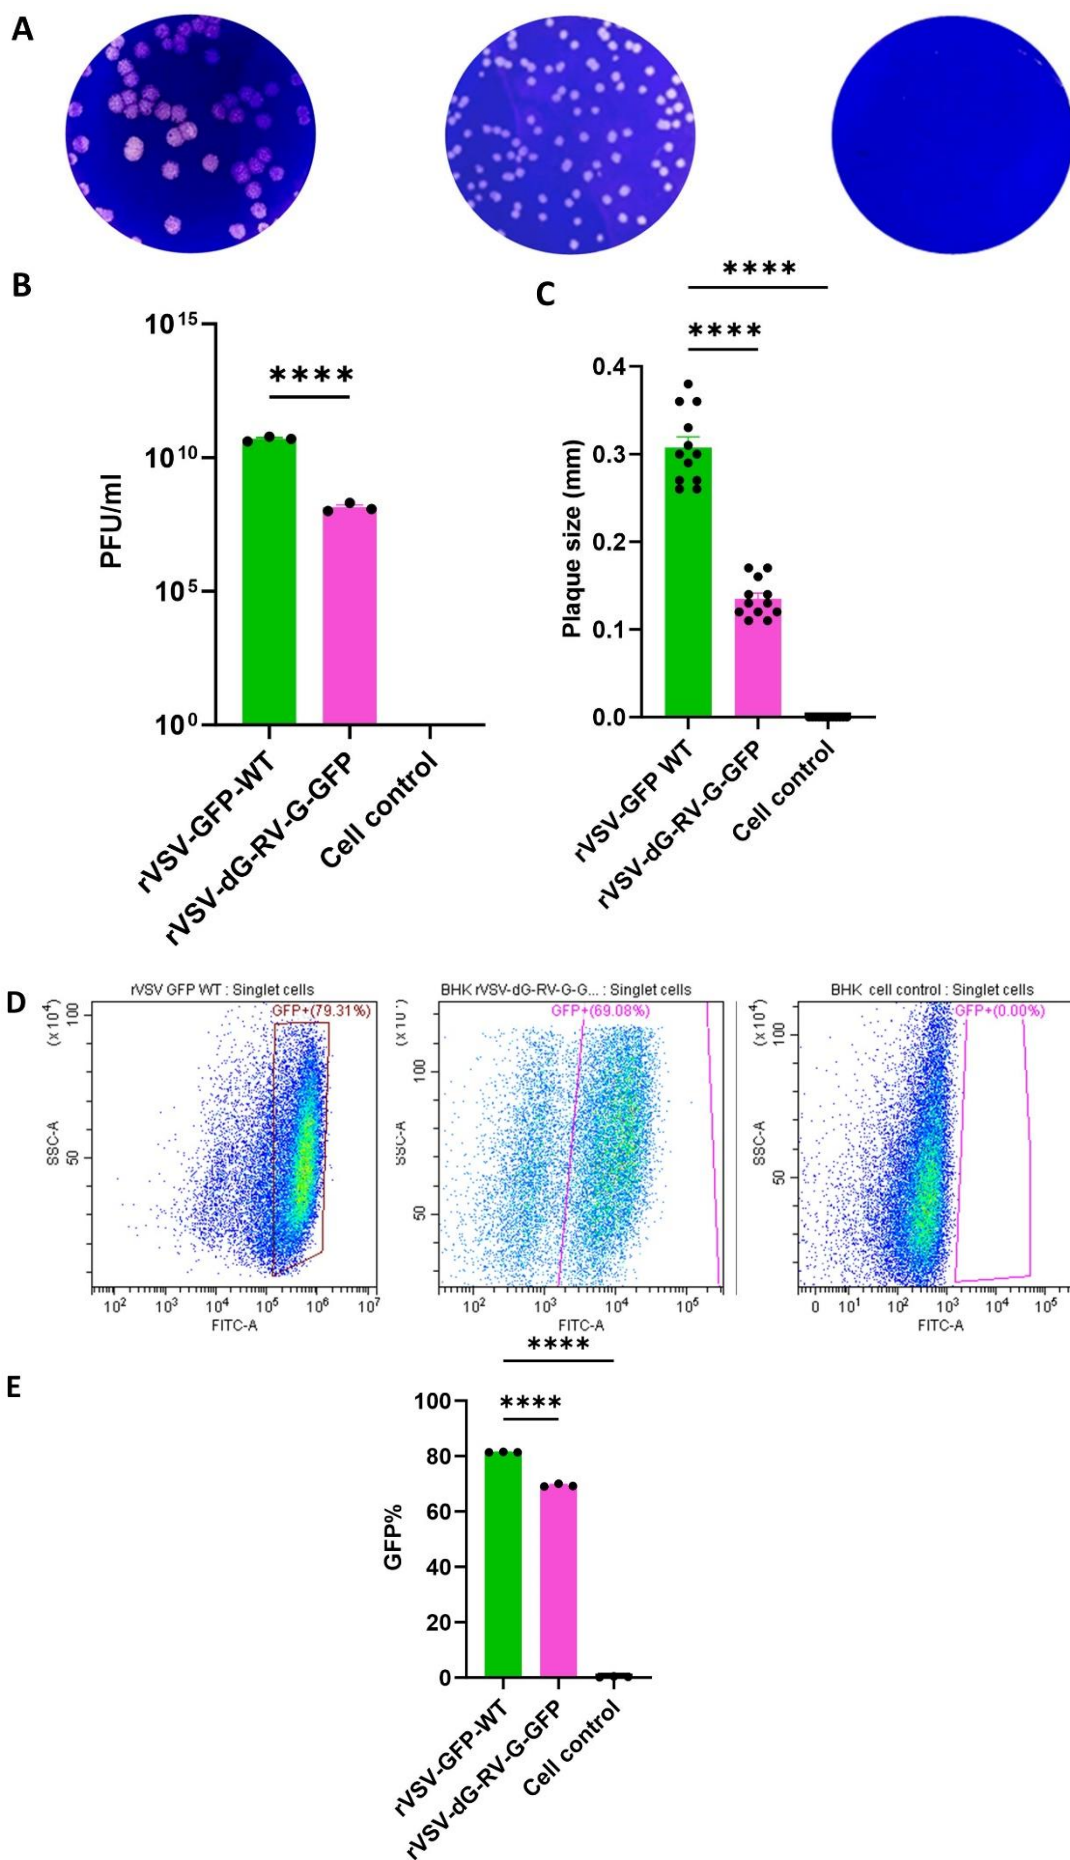 A
B
C
****
****
****
10^15
10^10
10^5
10^0
PFU/ml
rVSV-GFP-WT
rVSV-dG-RV-G-GFP
Cell control
0.4
0.3
0.2
0.1
0.0
Plaque size (mm)
rVSV-GFP WT
rVSV-dG-RV-G-GFP
Cell control
D
rVSV GFP WT : Singlet cells
GFP+(79.31%)
(x10^4)
100
50
SSC-A
10^2 10^3 10^4 10^5 10^6 10^7
FITC-A
BHK rVSV-dG-RV-G-G... : Singlet cells
GFP+(69.08%)
100
50
SSC-A
10^2 10^3 10^4 10^5
FITC-A
BHK cell control : Singlet cells
GFP+(0.00%)
(x10^4)
100
50
SSC-A
0 10^1 10^2 10^3 10^4 10^5
FITC-A
E
****
****
100
80
60
40
20
0
GFP%
rVSV-GFP-WT
rVSV-dG-RV-G-GFP
Cell control